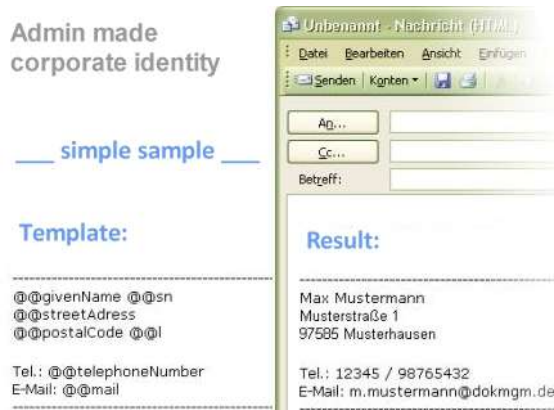 Admin made
corporate identity
___ simple sample ___
Template:
--------------------------------------------------
@@givenName @@sn
@@streetAdress
@@postalCode @@l
Tel.: @@telephoneNumber
E-Mail: @@mail
--------------------------------------------------
Unbenannt - Nachricht (HTML)
Datei Bearbeiten Ansicht Einfügen
Senden Konten
An...
Cc...
Betreff:
Result:
--------------------------------------------------
Max Mustermann
Musterstraße 1
97585 Musterhausen
Tel.: 12345 / 98765432
E-Mail: m.mustermann@dokmgm.de
--------------------------------------------------